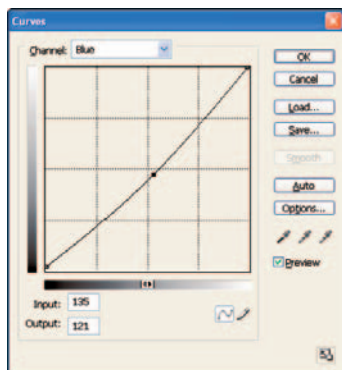 Curves
Channel: Blue
OK
Cancel
Load...
Save...
Smooth
Auto
Options...
Preview
Input: 135
Output: 121